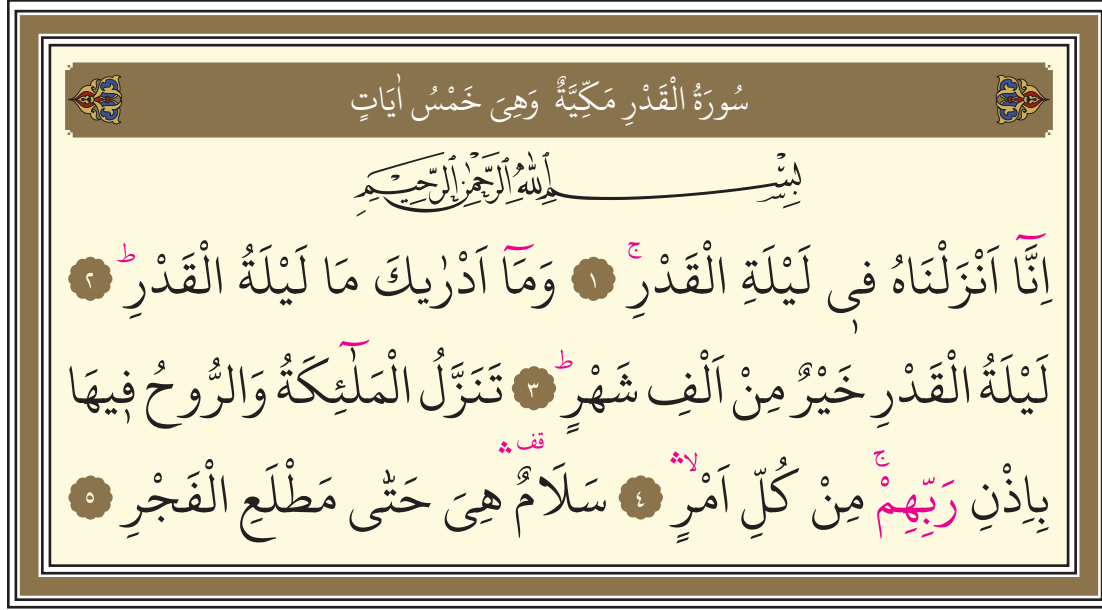 سُورَةُ الْقَدْرِ مَكِّيَّةٌ وَهِىَ خَمْسُ اٰيَاتٍ
بِسْمِ اللّٰهِ الرَّحْمٰنِ الرَّحٖيمِ
اِنَّٓا اَنْزَلْنَاهُ فٖى لَيْلَةِ الْقَدْرِۚ ١ وَمَٓا اَدْرٰيكَ مَا لَيْلَةُ الْقَدْرِؕ ٢
لَيْلَةُ الْقَدْرِ خَيْرٌ مِنْ اَلْفِ شَهْرٍؕ ٣ تَنَزَّلُ الْمَلٰٓئِكَةُ وَالرُّوحُ فٖيهَا
بِاِذْنِ رَبِّهِمْۚ مِنْ كُلِّ اَمْرٍۙۛ ٤ سَلَامٌ۠ۛ قف هِىَ حَتّٰى مَطْلَعِ الْفَجْرِ ٥